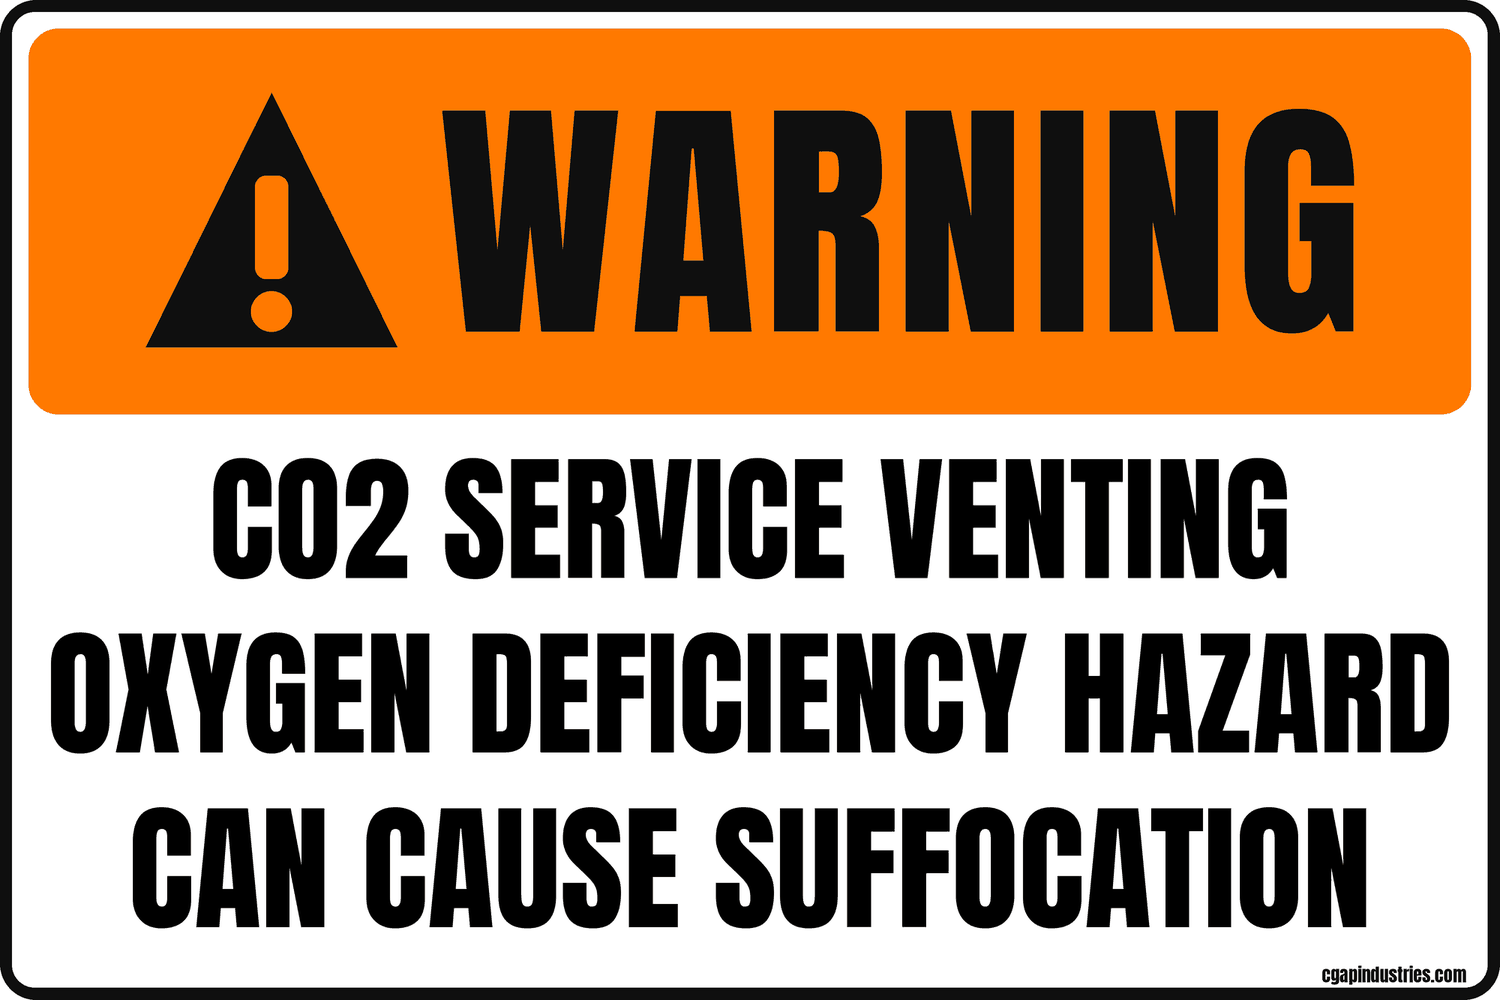 WARNING
CO2 SERVICE VENTING
OXYGEN DEFICIENCY HAZARD
CAN CAUSE SUFFOCATION
cgapindustries.com